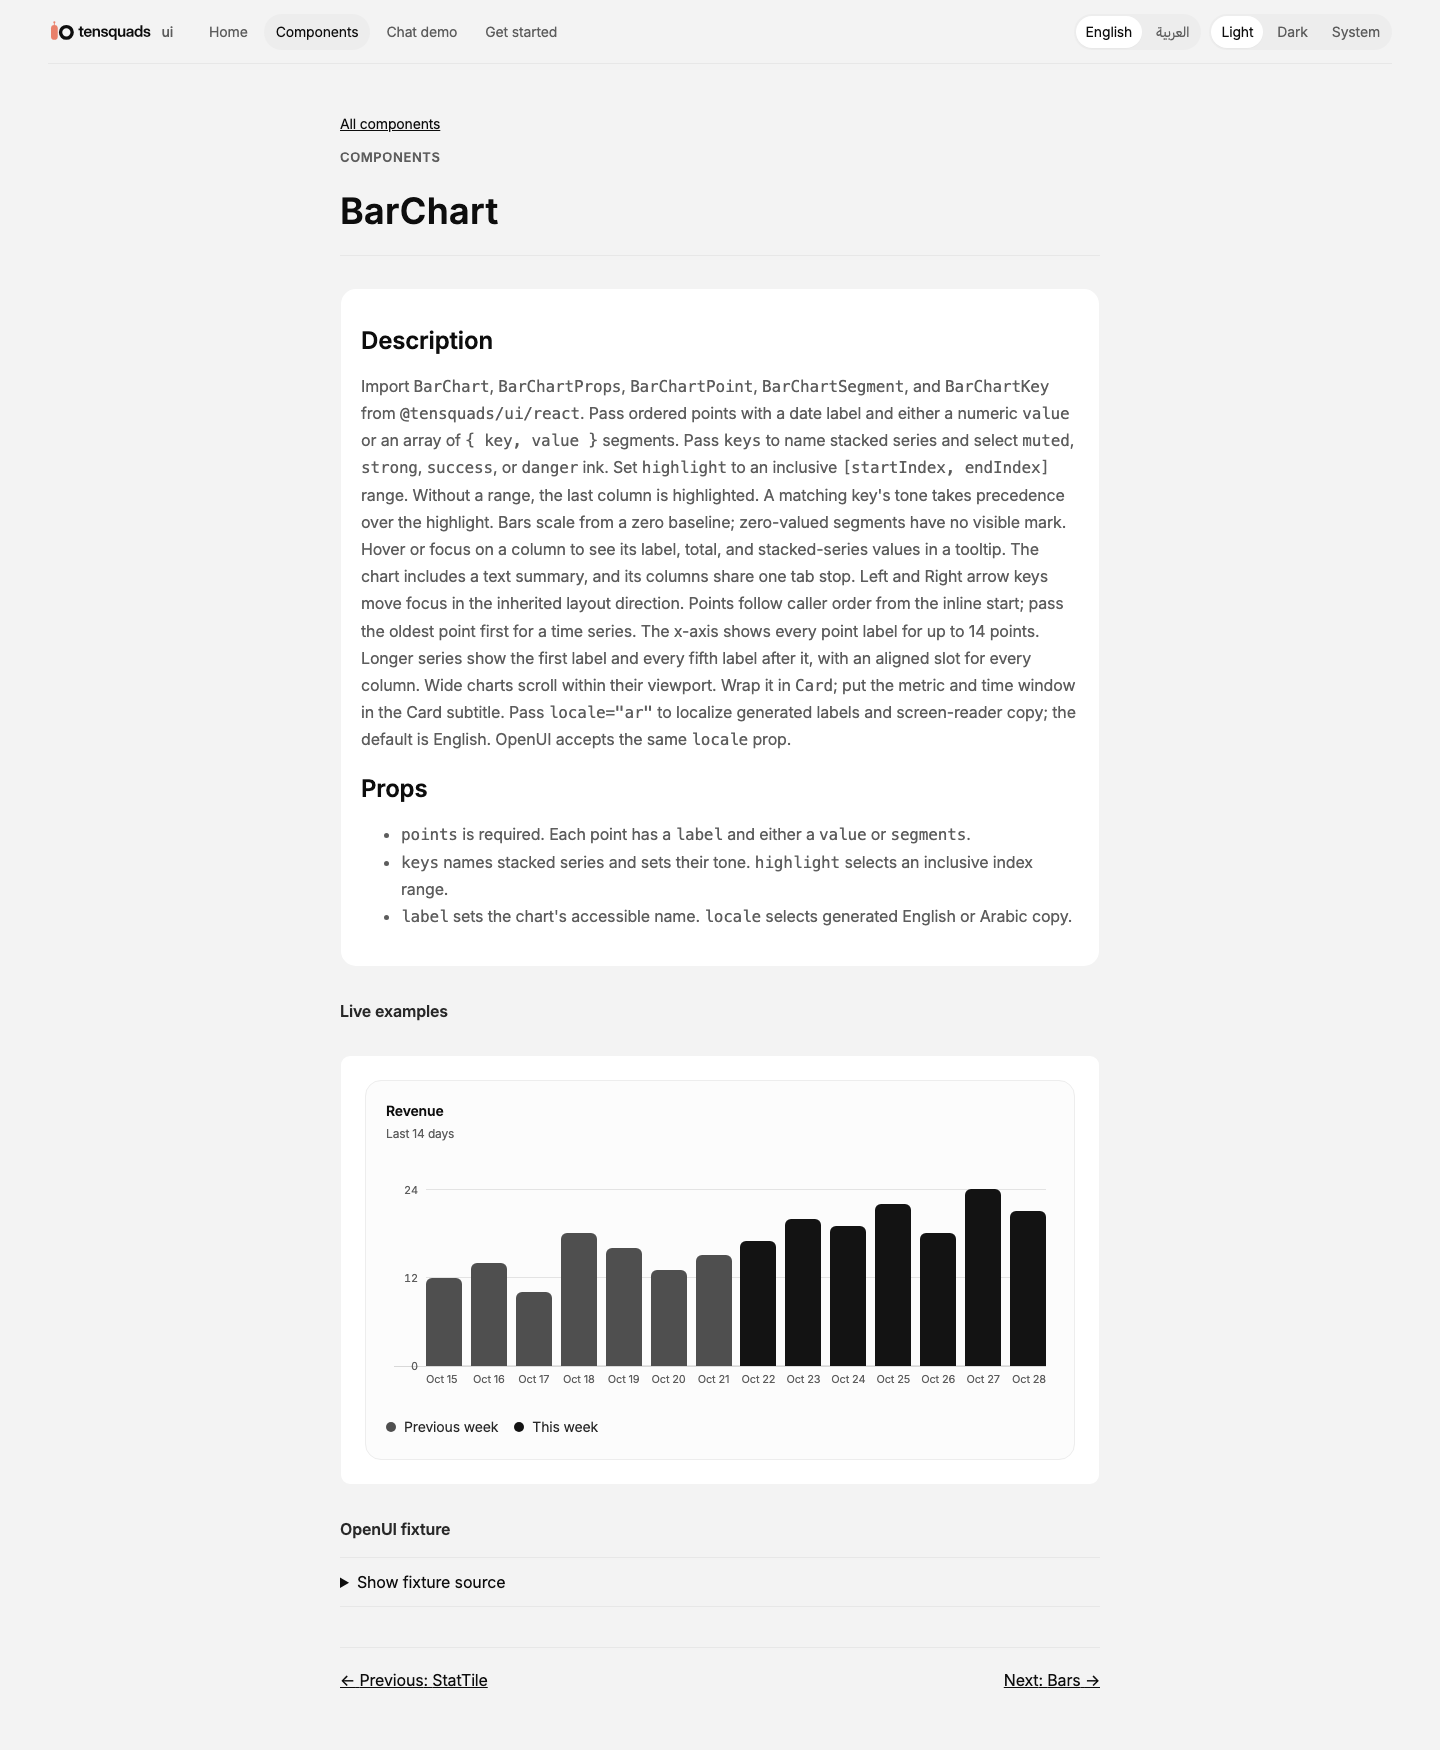 tensquads ui
Home
Components
Chat demo
Get started
English
العربية
Light
Dark
System
All components
COMPONENTS
BarChart
Description
Import BarChart, BarChartProps, BarChartPoint, BarChartSegment, and BarChartKey
from @tensquads/ui/react. Pass ordered points with a date label and either a numeric value
or an array of { key, value } segments. Pass keys to name stacked series and select muted,
strong, success, or danger ink. Set highlight to an inclusive [startIndex, endIndex]
range. Without a range, the last column is highlighted. A matching key's tone takes precedence
over the highlight. Bars scale from a zero baseline; zero-valued segments have no visible mark.
Hover or focus on a column to see its label, total, and stacked-series values in a tooltip. The
chart includes a text summary, and its columns share one tab stop. Left and Right arrow keys
move focus in the inherited layout direction. Points follow caller order from the inline start; pass
the oldest point first for a time series. The x-axis shows every point label for up to 14 points.
Longer series show the first label and every fifth label after it, with an aligned slot for every
column. Wide charts scroll within their viewport. Wrap it in Card; put the metric and time window
in the Card subtitle. Pass locale="ar" to localize generated labels and screen-reader copy; the
default is English. OpenUI accepts the same locale prop.
Props
• points is required. Each point has a label and either a value or segments.
• keys names stacked series and sets their tone. highlight selects an inclusive index
range.
• label sets the chart's accessible name. locale selects generated English or Arabic copy.
Live examples
Revenue
Last 14 days
24
12
0
Oct 15 Oct 16 Oct 17 Oct 18 Oct 19 Oct 20 Oct 21 Oct 22 Oct 23 Oct 24 Oct 25 Oct 26 Oct 27 Oct 28
Previous week
This week
OpenUI fixture
▶ Show fixture source
← Previous: StatTile
Next: Bars →